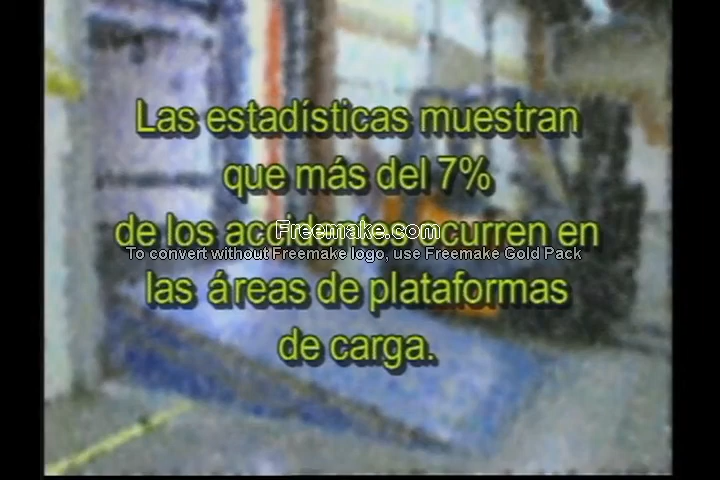 Las estadísticas muestran
que más del 7%
de los accidentes ocurren en
Freemake.com
To convert without Freemake logo, use Freemake Gold Pack
las áreas de plataformas
de carga.